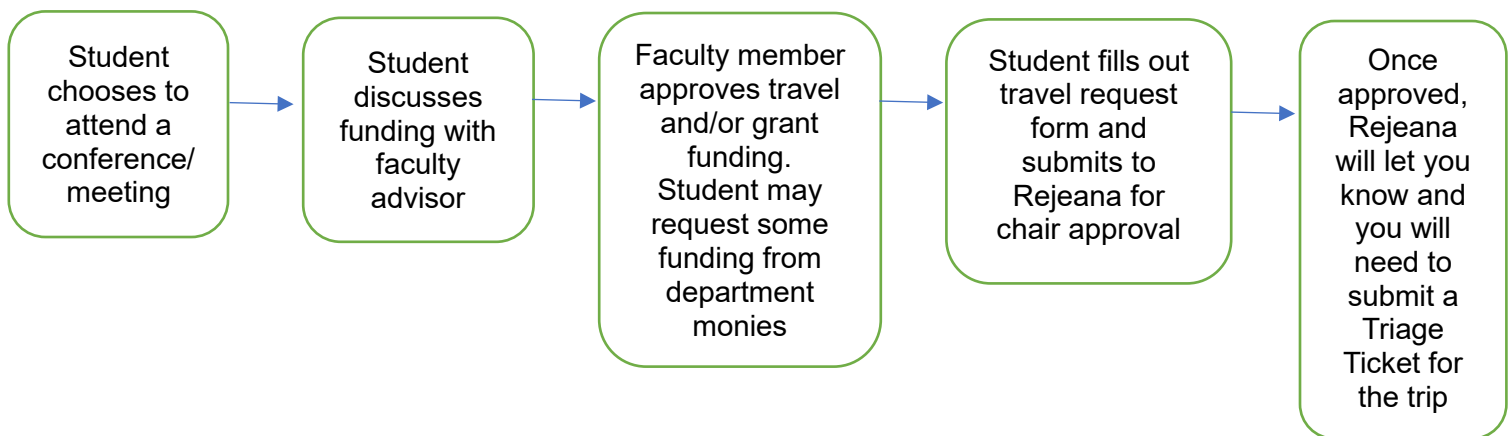 Student
chooses to
attend a
conference/
meeting
Student
discusses
funding with
faculty
advisor
Faculty member
approves travel
and/or grant
funding.
Student may
request some
funding from
department
monies
Student fills out
travel request
form and
submits to
Rejeana for
chair approval
Once
approved,
Rejeana
will let you
know and
you will
need to
submit a
Triage
Ticket for
the trip